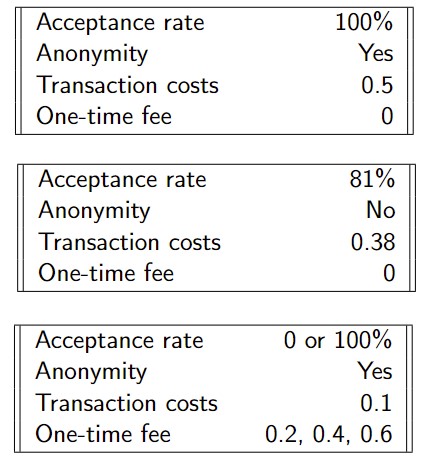 Acceptance rate 100%
Anonymity Yes
Transaction costs 0.5
One-time fee 0
Acceptance rate 81%
Anonymity No
Transaction costs 0.38
One-time fee 0
Acceptance rate 0 or 100%
Anonymity Yes
Transaction costs 0.1
One-time fee 0.2, 0.4, 0.6